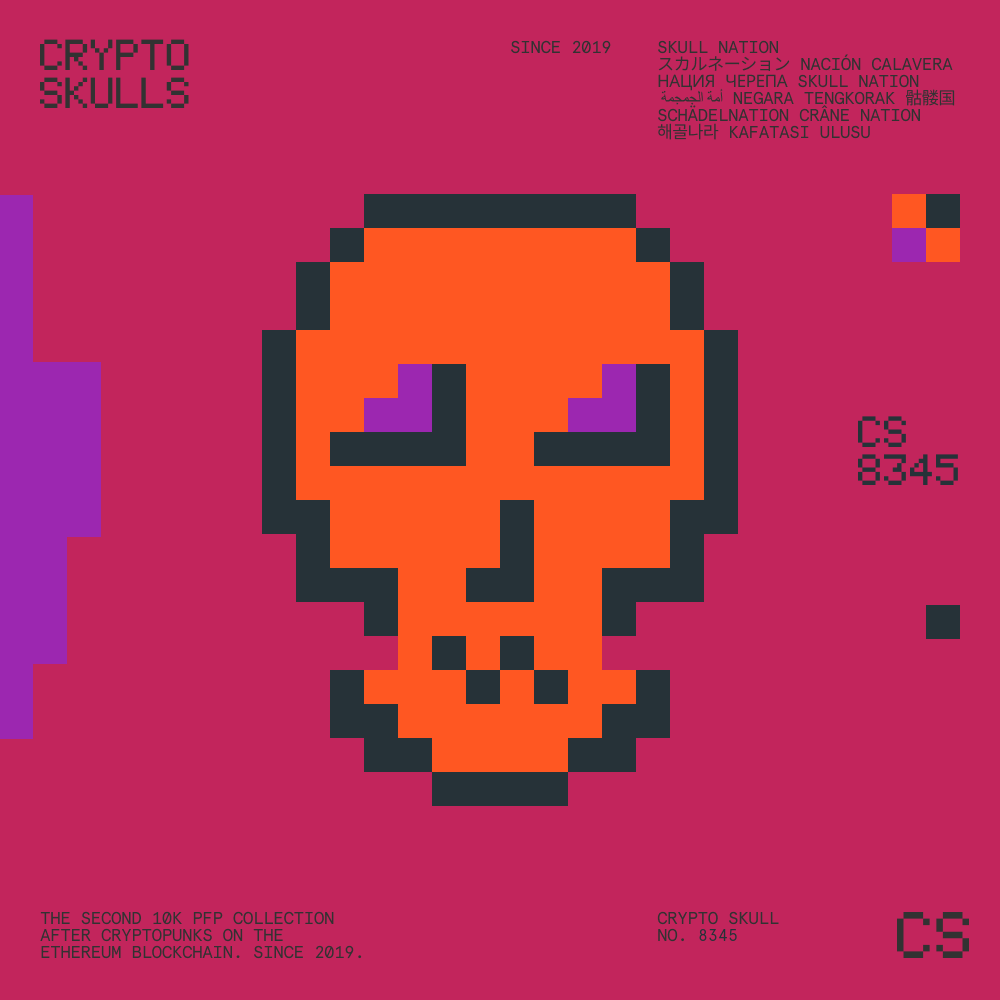 CRYPTO
SKULLS
SINCE 2019
SKULL NATION
スカルネーション NACIÓN CALAVERA
НАЦИЯ ЧЕРЕПА SKULL NATION
أمة الجمجمة NEGARA TENGKORAK 骷髅国
SCHÄDELNATION CRÂNE NATION
해골나라 KAFATASI ULUSU
CS
8345
THE SECOND 10K PFP COLLECTION
AFTER CRYPTOPUNKS ON THE
ETHEREUM BLOCKCHAIN. SINCE 2019.
CRYPTO SKULL
NO. 8345
CS